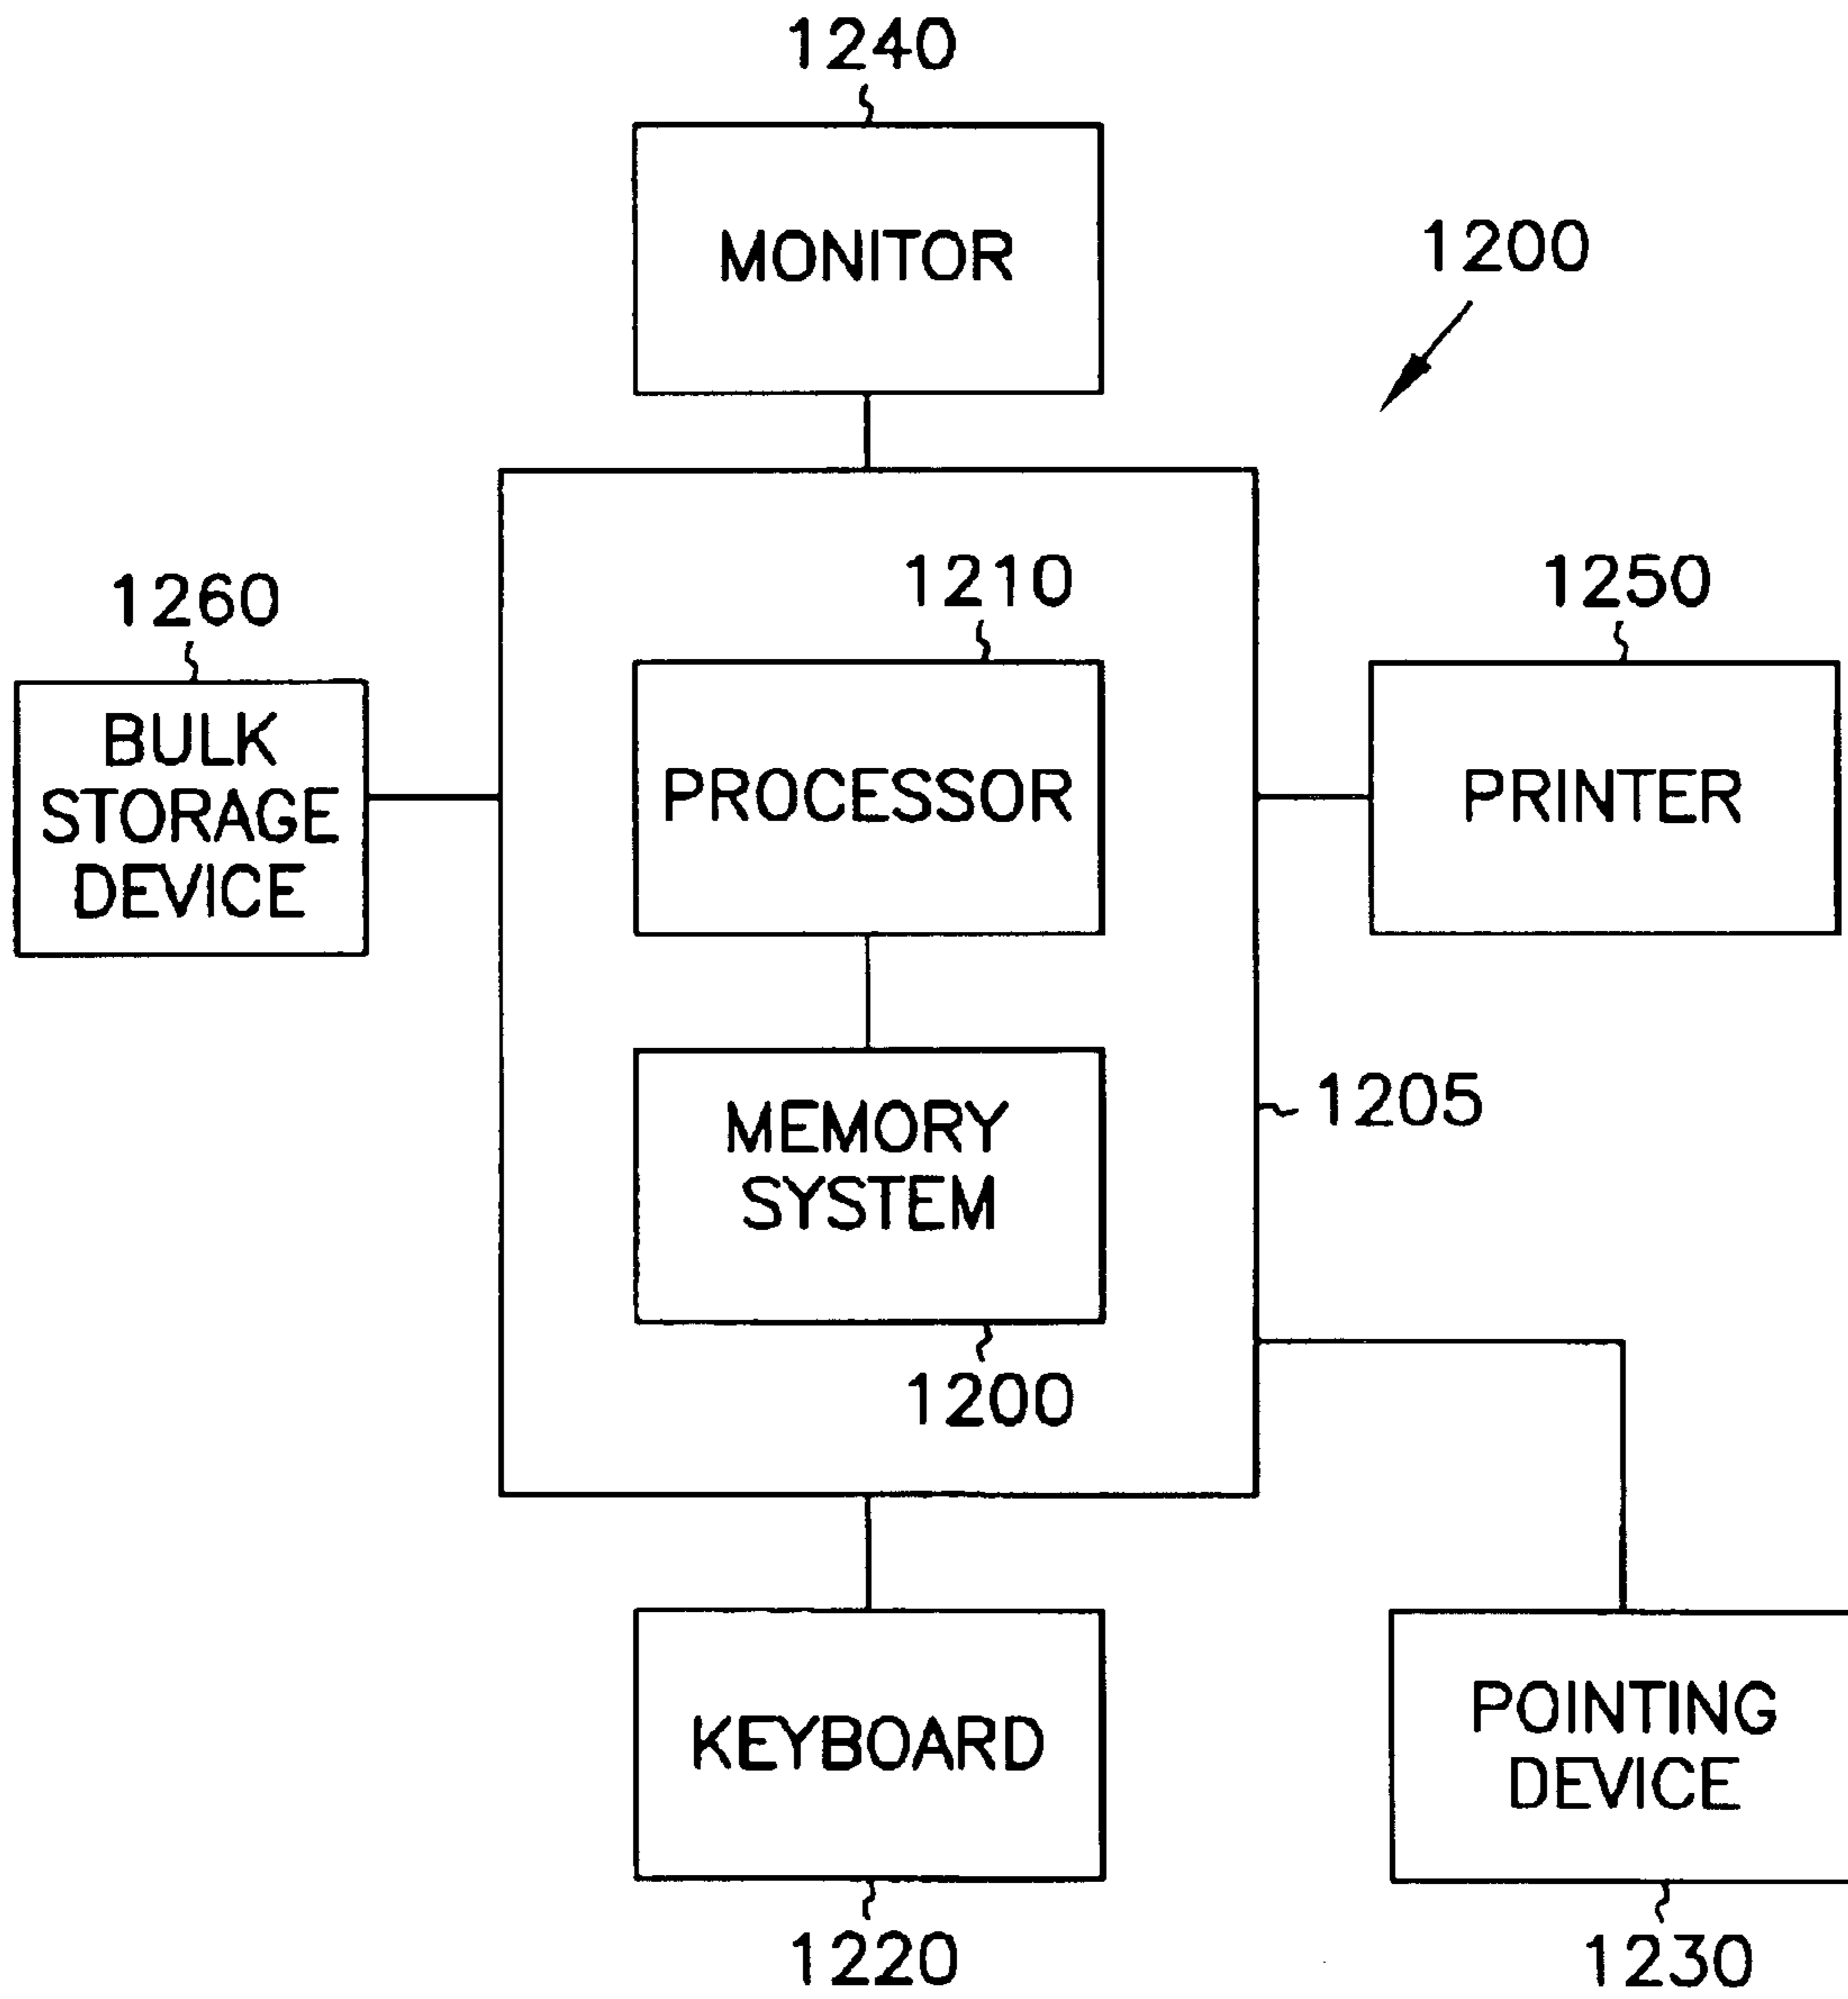 1240
MONITOR
1200
1260
BULK
STORAGE
DEVICE
1210
PROCESSOR
1250
PRINTER
MEMORY
SYSTEM
1205
1200
KEYBOARD
1220
POINTING
DEVICE
1230